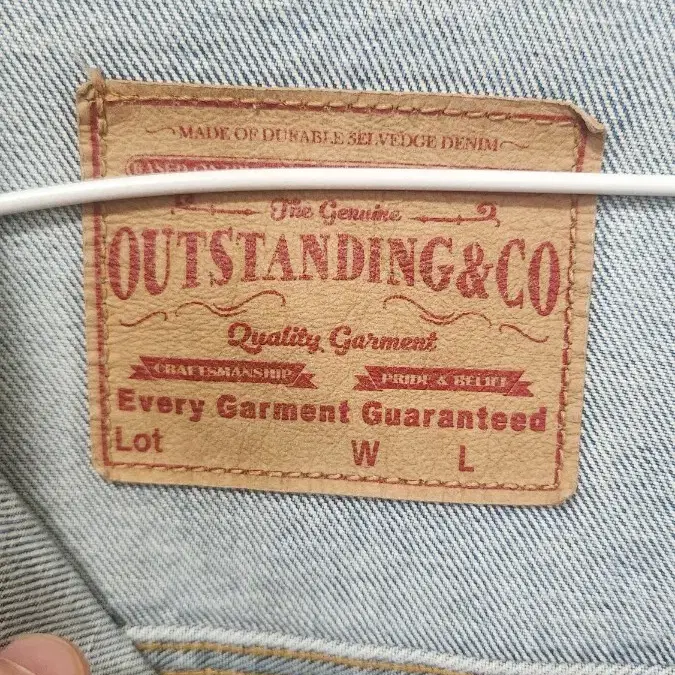 MADE OF DURABLE SELVEDGE DENIM
The Genuine
OUTSTANDING&CO
Quality Garment
CRAFTSMANSHIP PRIDE & BELIEF
Every Garment Guaranteed
Lot W L